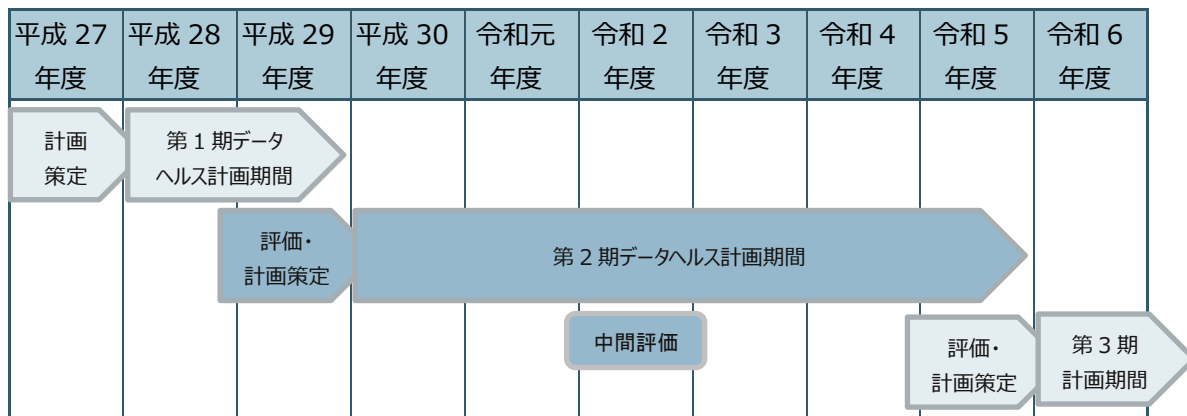 平成 27 平成 28 平成 29 平成 30 令和元 令和 2 令和 3 令和 4 令和 5 令和 6
年度 年度 年度 年度 年度 年度 年度 年度 年度 年度
計画
策定
第 1 期データ
ヘルス計画期間
評価・
計画策定
第 2 期データヘルス計画期間
中間評価
評価・
計画策定
第 3 期
計画期間